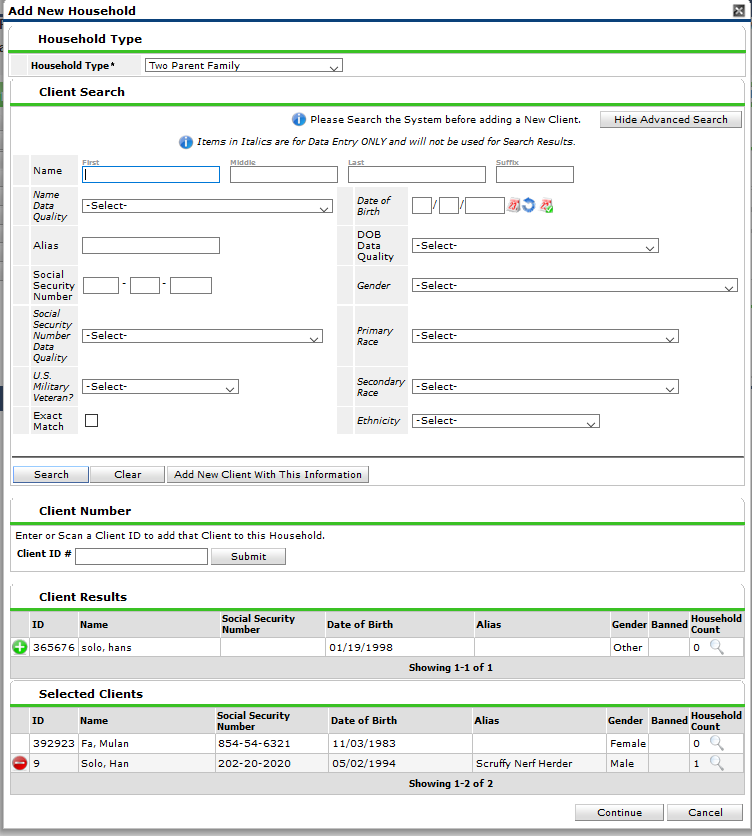 Add New Household
Household Type
Household Type* Two Parent Family
Client Search
Please Search the System before adding a New Client. Hide Advanced Search
Items in Italics are for Data Entry ONLY and will not be used for Search Results.
First Middle Last Suffix
Name
Name Data Quality -Select- Date of Birth / /
Alias DOB Data Quality -Select-
Social Security Number - - Gender -Select-
Social Security Number Data Quality -Select- Primary Race -Select-
U.S. Military Veteran? -Select- Secondary Race -Select-
Exact Match Ethnicity -Select-
Search Clear Add New Client With This Information
Client Number
Enter or Scan a Client ID to add that Client to this Household.
Client ID # Submit
Client Results
ID Name Social Security Number Date of Birth Alias Gender Banned Household Count
365676 solo, hans 01/19/1998 Other 0
Showing 1-1 of 1
Selected Clients
ID Name Social Security Number Date of Birth Alias Gender Banned Household Count
392923 Fa, Mulan 854-54-6321 11/03/1983 Female 0
9 Solo, Han 202-20-2020 05/02/1994 Scruffy Nerf Herder Male 1
Showing 1-2 of 2
Continue Cancel